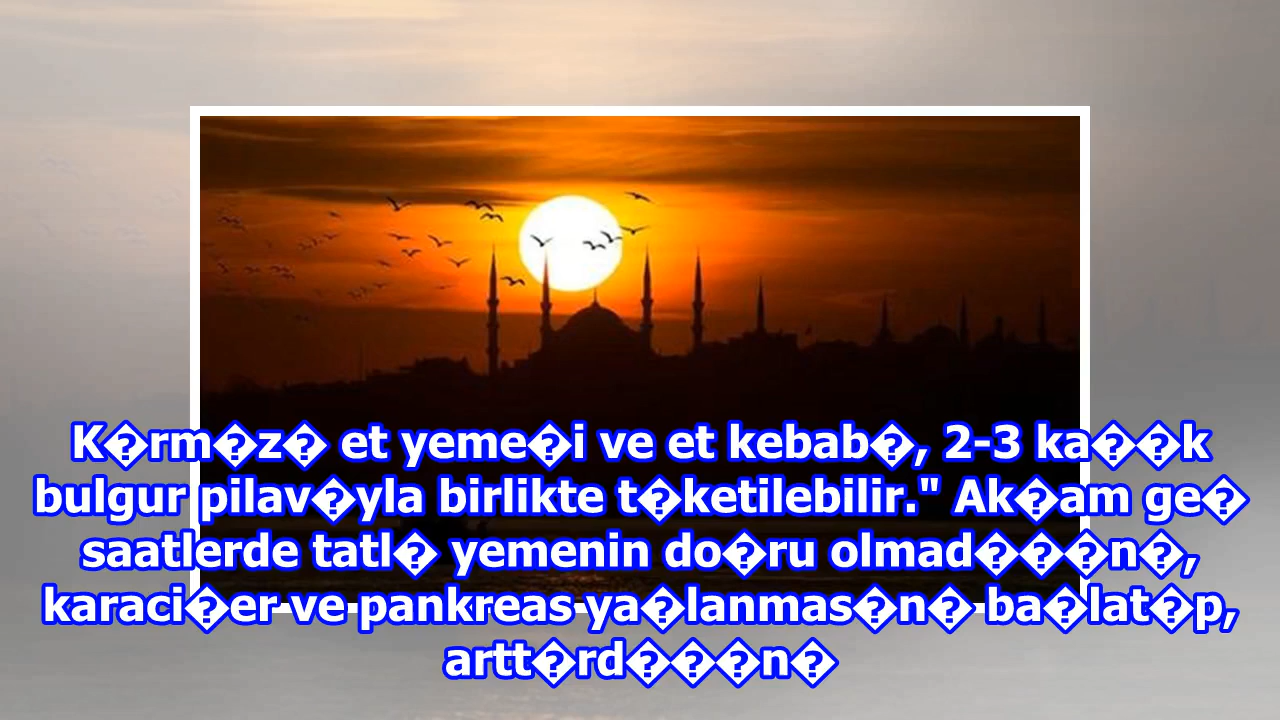 K�rm�z� et yeme�i ve et kebab�, 2-3 ka��k
bulgur pilav�yla birlikte t�ketilebilir." Ak�am ge�
saatlerde tatl� yemenin do�ru olmad���n�,
karaci�er ve pankreas ya�lanmas�n� ba�lat�p,
artt�rd���n�